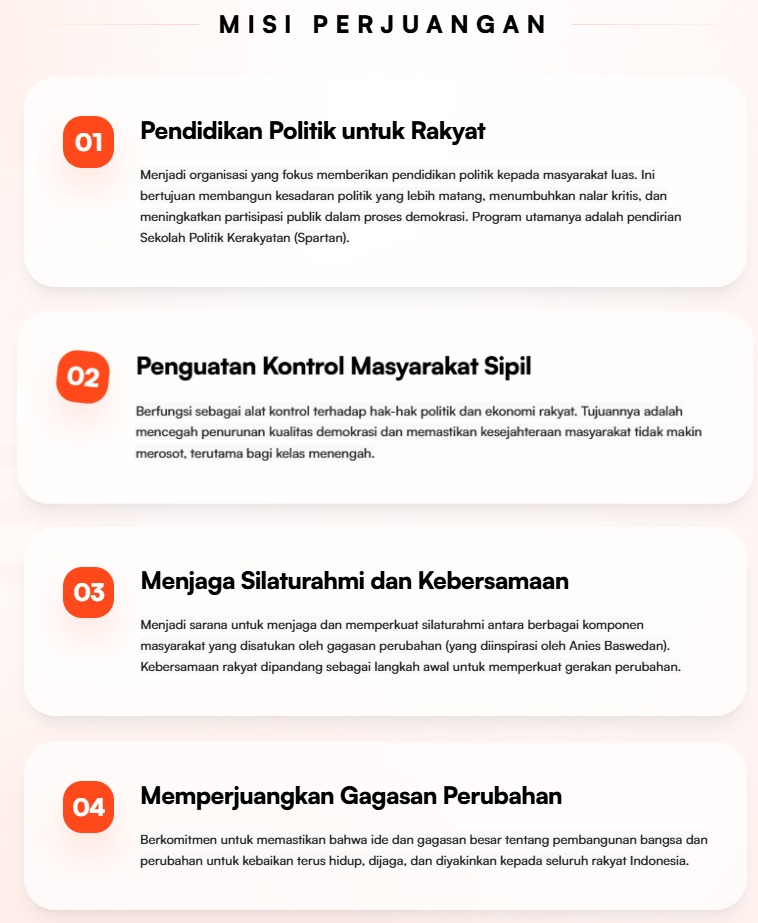 MISI PERJUANGAN
01
Pendidikan Politik untuk Rakyat
Menjadi organisasi yang fokus memberikan pendidikan politik kepada masyarakat luas. Ini
bertujuan membangun kesadaran politik yang lebih matang, menumbuhkan nalar kritis, dan
meningkatkan partisipasi publik dalam proses demokrasi. Program utamanya adalah pendirian
Sekolah Politik Kerakyatan (Spartan).
02
Penguatan Kontrol Masyarakat Sipil
Berfungsi sebagai alat kontrol terhadap hak-hak politik dan ekonomi rakyat. Tujuannya adalah
mencegah penurunan kualitas demokrasi dan memastikan kesejahteraan masyarakat tidak makin
merosot, terutama bagi kelas menengah.
03
Menjaga Silaturahmi dan Kebersamaan
Menjadi sarana untuk menjaga dan memperkuat silaturahmi antara berbagai komponen
masyarakat yang disatukan oleh gagasan perubahan (yang diinspirasi oleh Anies Baswedan).
Kebersamaan rakyat dipandang sebagai langkah awal untuk memperkuat gerakan perubahan.
04
Memperjuangkan Gagasan Perubahan
Berkomitmen untuk memastikan bahwa ide dan gagasan besar tentang pembangunan bangsa dan
perubahan untuk kebaikan terus hidup, dijaga, dan diyakinkan kepada seluruh rakyat Indonesia.